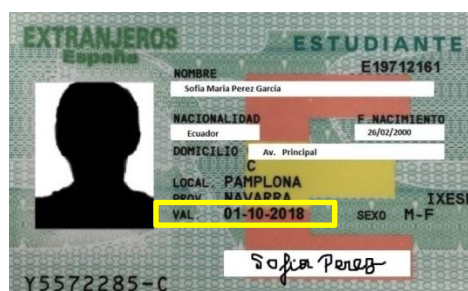 EXTRANJEROS
España
ESTUDIANTE
E19712161
NOMBRE
Sofia Maria Perez Garcia
NACIONALIDAD F.NACIMIENTO
Ecuador 26/02/2000
DOMICILIO Av. Principal
C
LOCAL. PAMPLONA
PROV. NAVARRA IXESP
VAL. 01-10-2018 SEXO M-F
Sofia Perez
Y5572285-C